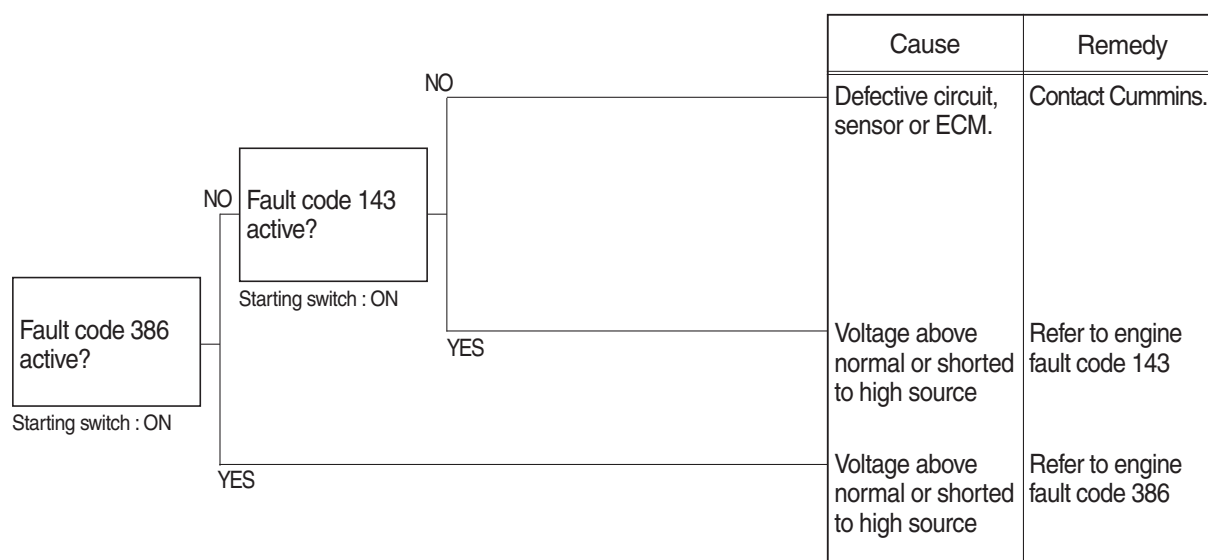 Cause
Remedy
NO
Defective circuit,
sensor or ECM.
Contact Cummins.
NO
Fault code 143
active?
Starting switch : ON
YES
Voltage above
normal or shorted
to high source
Refer to engine
fault code 143
Fault code 386
active?
Starting switch : ON
YES
Voltage above
normal or shorted
to high source
Refer to engine
fault code 386